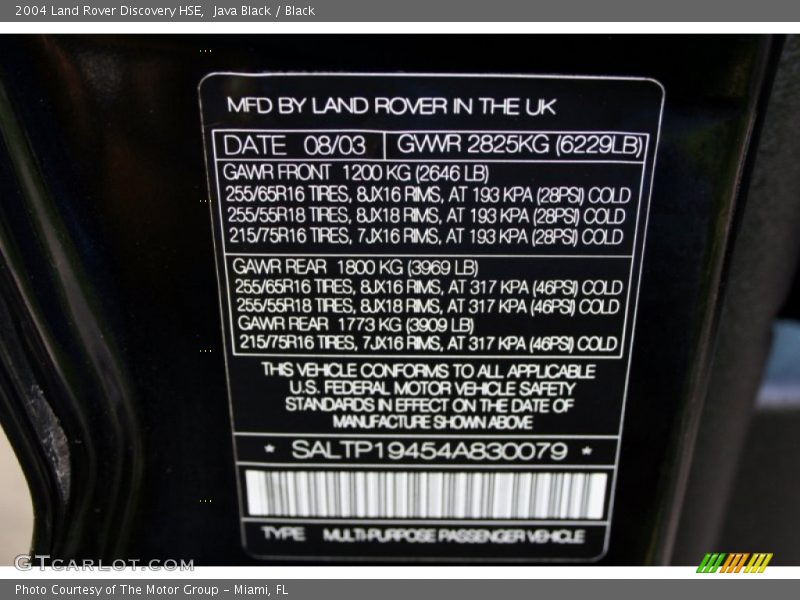 2004 Land Rover Discovery HSE, Java Black / Black
MFD BY LAND ROVER IN THE UK
DATE 08/03 GVWR 2825KG (6229LB)
GAWR FRONT 1200 KG (2646 LB)
255/65R16 TIRES, 8JX16 RIMS, AT 193 KPA (28PSI) COLD
255/55R18 TIRES, 8JX18 RIMS, AT 193 KPA (28PSI) COLD
215/75R16 TIRES, 7JX16 RIMS, AT 193 KPA (28PSI) COLD
GAWR REAR 1800 KG (3969 LB)
255/65R16 TIRES, 8JX16 RIMS, AT 317 KPA (46PSI) COLD
255/55R18 TIRES, 8JX18 RIMS, AT 317 KPA (46PSI) COLD
GAWR REAR 1773 KG (3909 LB)
215/75R16 TIRES, 7JX16 RIMS, AT 317 KPA (46PSI) COLD
THIS VEHICLE CONFORMS TO ALL APPLICABLE
U.S. FEDERAL MOTOR VEHICLE SAFETY
STANDARDS IN EFFECT ON THE DATE OF
MANUFACTURE SHOWN ABOVE
* SALTP19454A830079 *
TYPE MULTI-PURPOSE PASSENGER VEHICLE
GTcarlot.com
Photo Courtesy of The Motor Group - Miami, FL